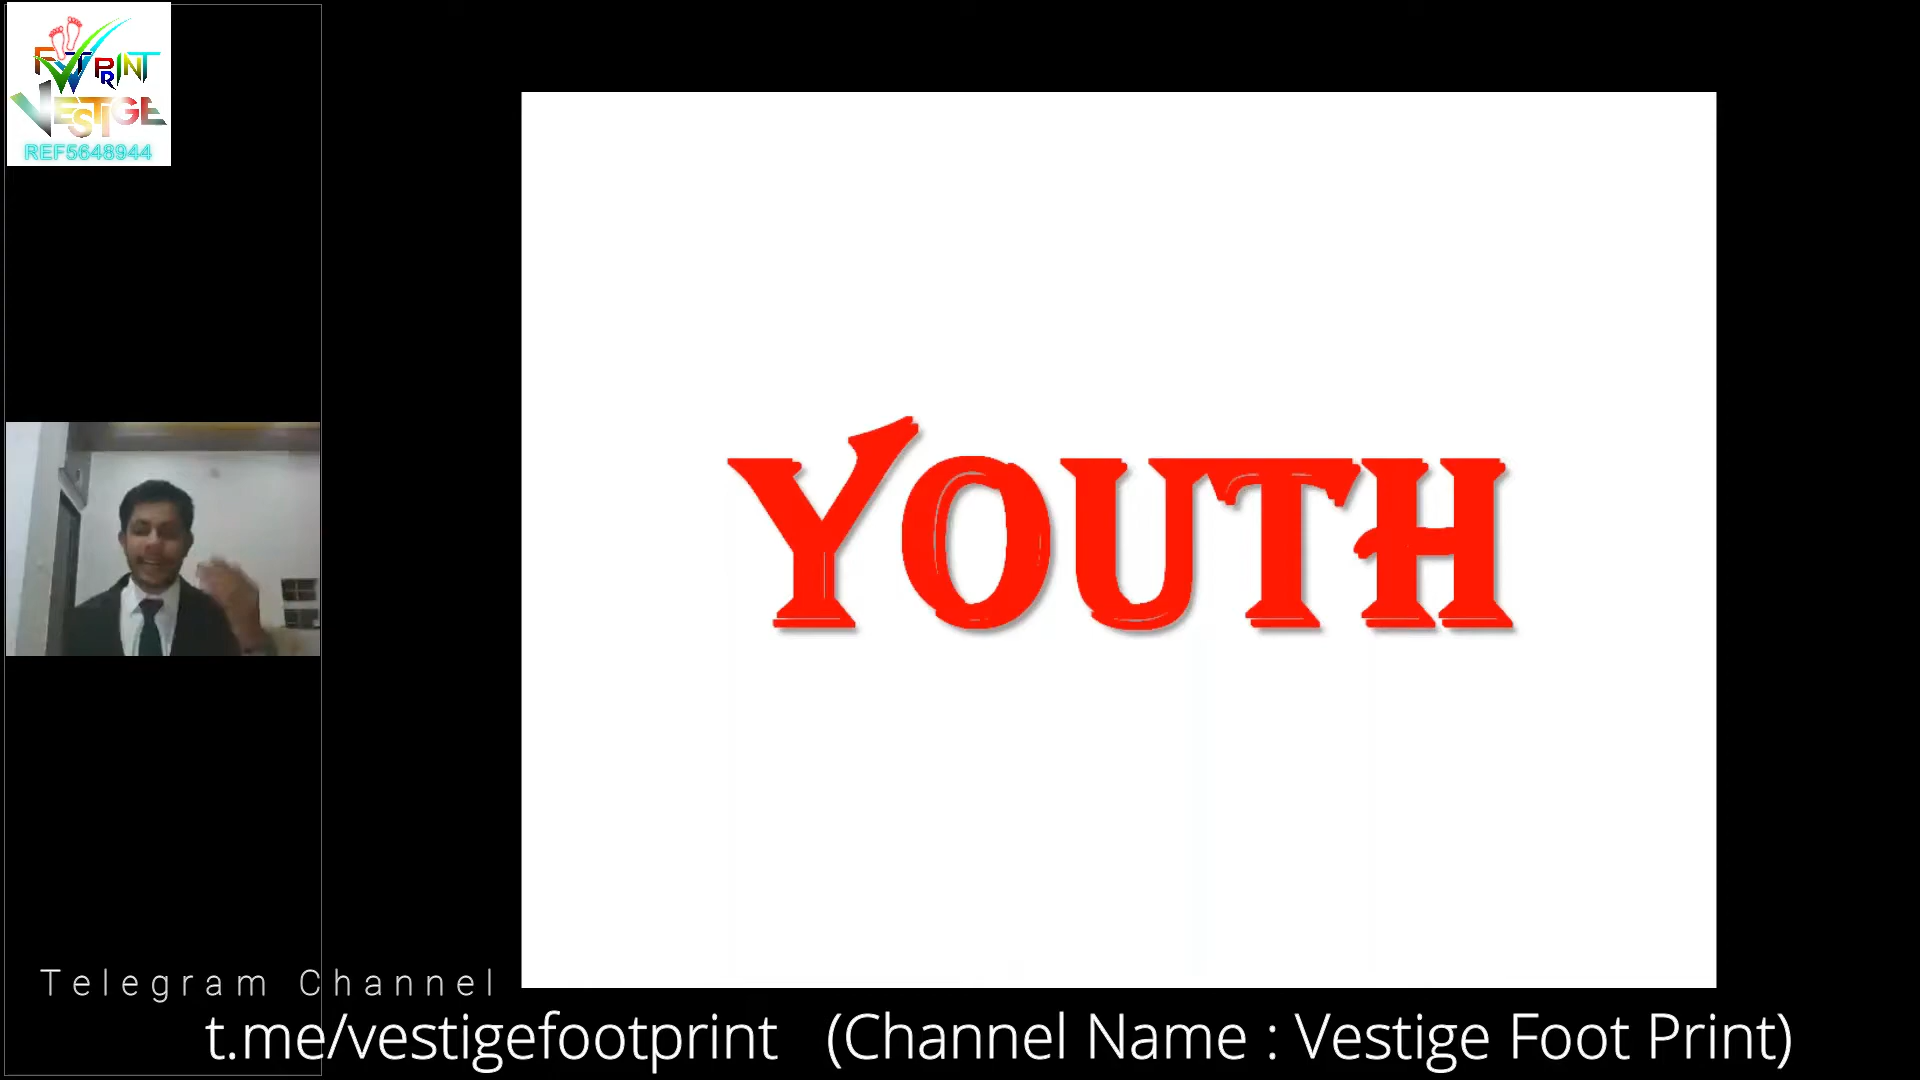 FOOTPRINT
VESTIGE
REF5648944
YOUTH
Telegram Channel
t.me/vestigefootprint (Channel Name : Vestige Foot Print)